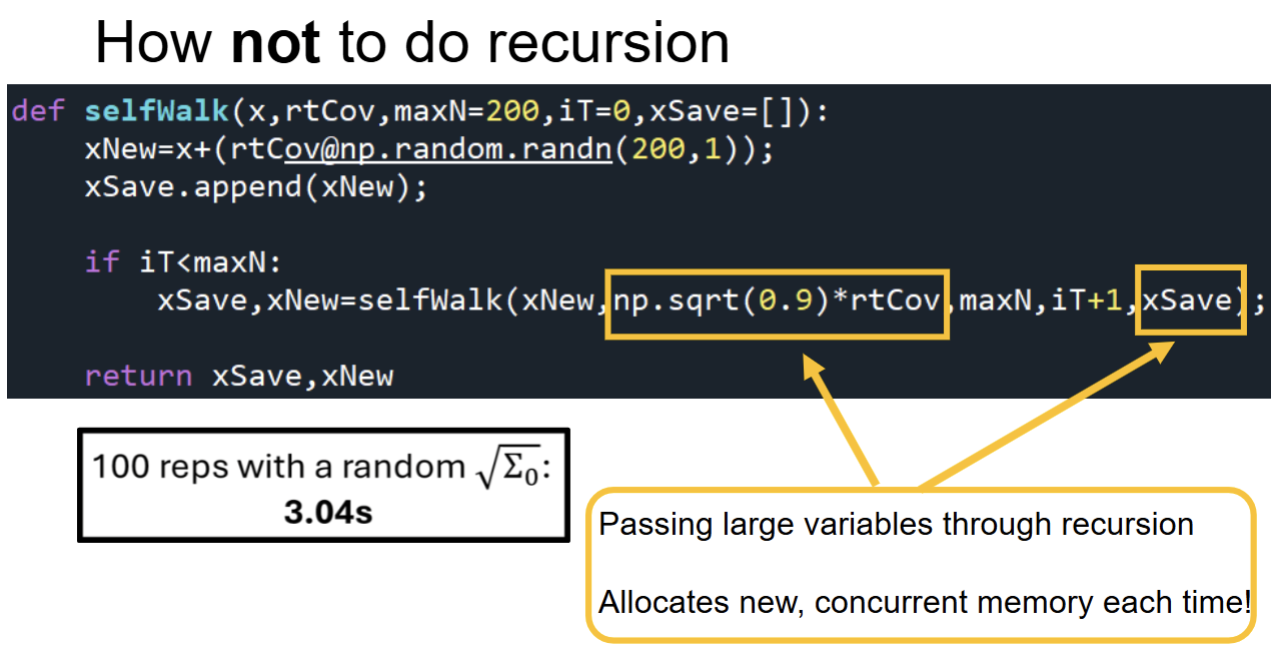 How not to do recursion
def selfWalk(x,rtCov,maxN=200,iT=0,xSave=[]):
    xNew=x+(rtCov@np.random.randn(200,1));
    xSave.append(xNew);
    if iT<maxN:
        xSave,xNew=selfWalk(xNew,np.sqrt(0.9)*rtCov,maxN,iT+1,xSave);
    return xSave,xNew
100 reps with a random √Σ₀:
3.04s
Passing large variables through recursion
Allocates new, concurrent memory each time!